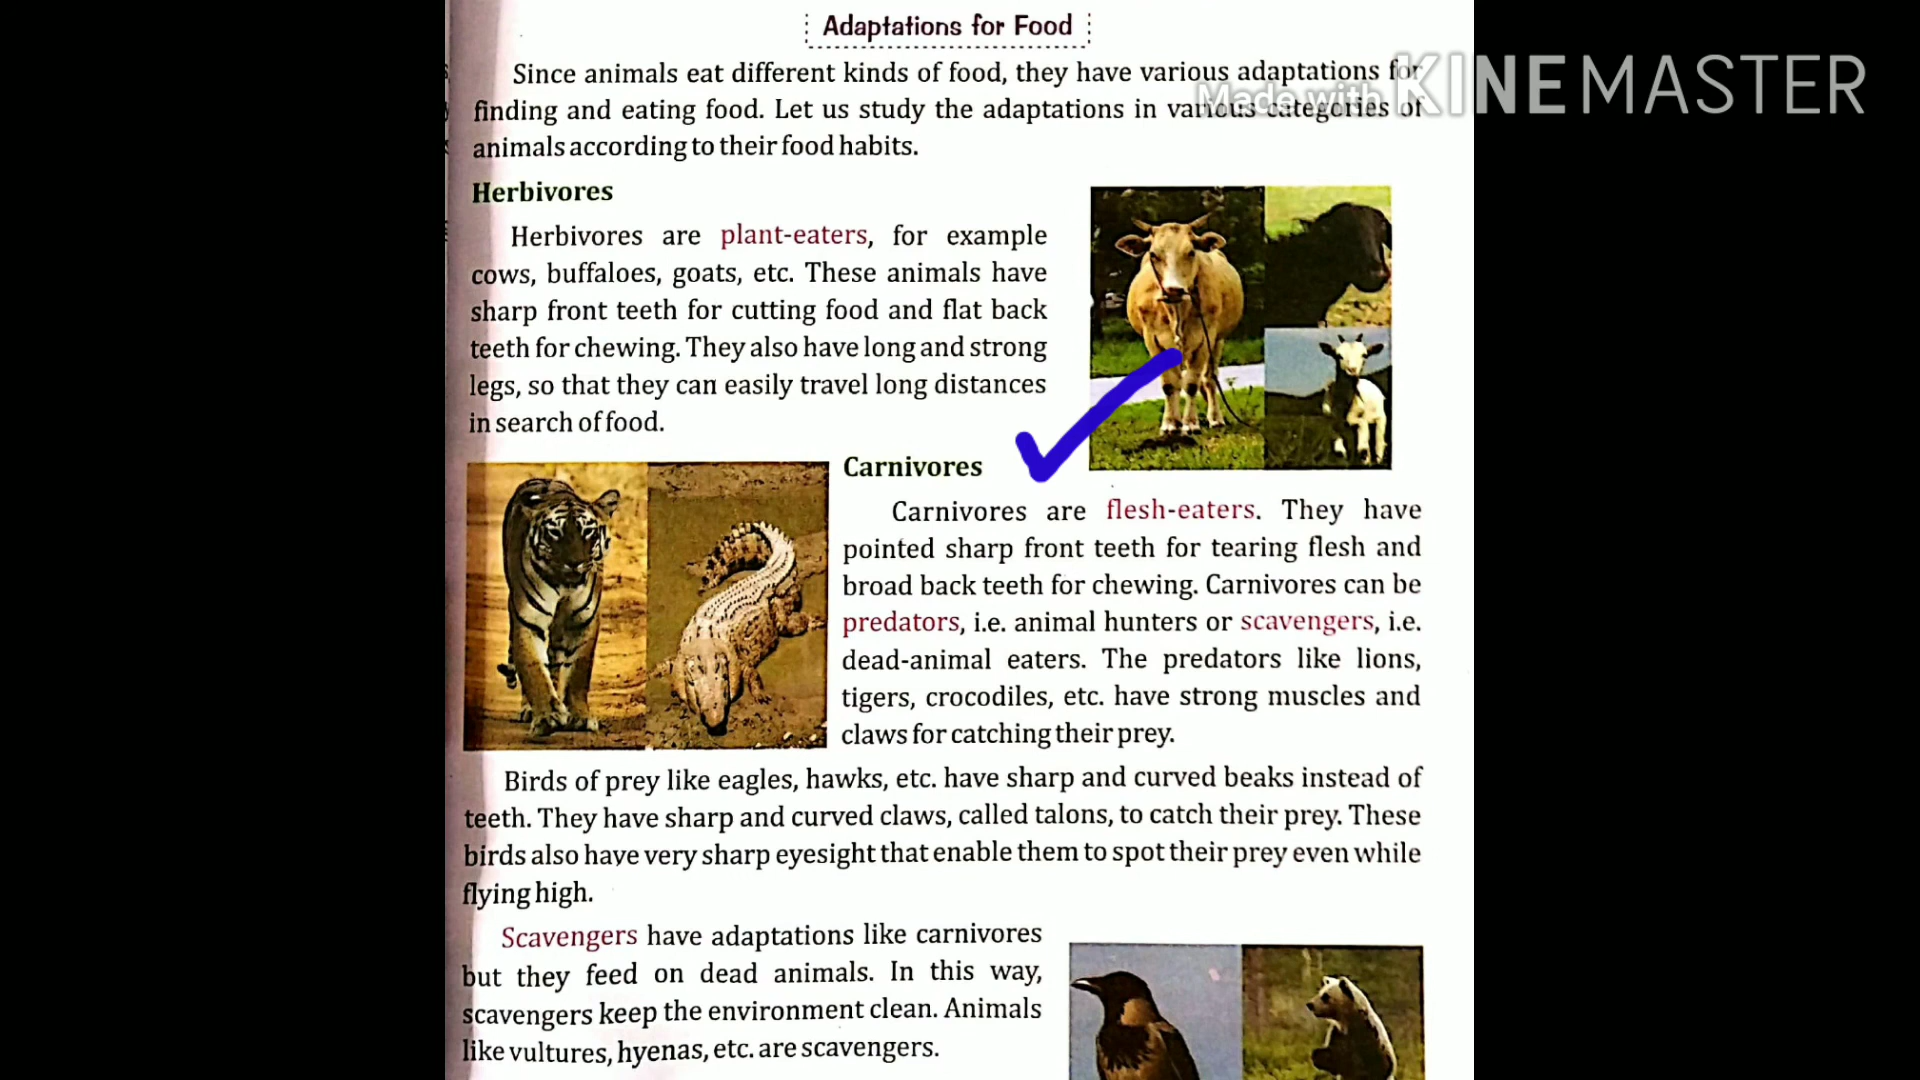 Adaptations for Food
Since animals eat different kinds of food, they have various adaptations for
finding and eating food. Let us study the adaptations in various categories of
animals according to their food habits.
Made with KINEMASTER
Herbivores
Herbivores are plant-eaters, for example
cows, buffaloes, goats, etc. These animals have
sharp front teeth for cutting food and flat back
teeth for chewing. They also have long and strong
legs, so that they can easily travel long distances
in search of food.
Carnivores
Carnivores are flesh-eaters. They have
pointed sharp front teeth for tearing flesh and
broad back teeth for chewing. Carnivores can be
predators, i.e. animal hunters or scavengers, i.e.
dead-animal eaters. The predators like lions,
tigers, crocodiles, etc. have strong muscles and
claws for catching their prey.
Birds of prey like eagles, hawks, etc. have sharp and curved beaks instead of
teeth. They have sharp and curved claws, called talons, to catch their prey. These
birds also have very sharp eyesight that enable them to spot their prey even while
flying high.
Scavengers have adaptations like carnivores
but they feed on dead animals. In this way,
scavengers keep the environment clean. Animals
like vultures, hyenas, etc. are scavengers.